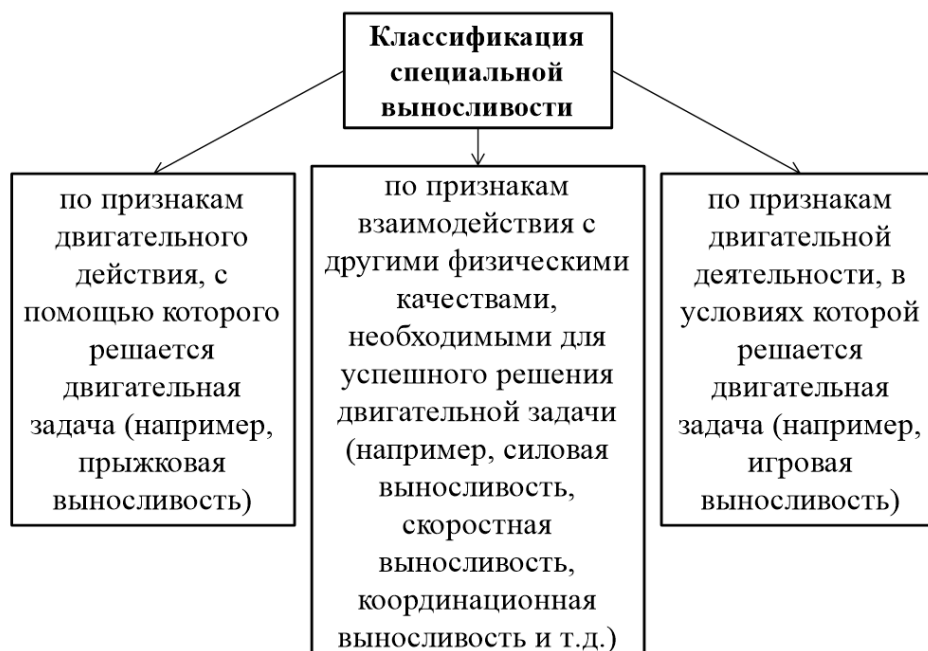 Классификация
специальной
выносливости
по признакам
двигательного
действия, с
помощью которого
решается
двигательная
задача (например,
прыжковая
выносливость)
по признакам
взаимодействия с
другими физическими
качествами,
необходимыми для
успешного решения
двигательной задачи
(например, силовая
выносливость,
скоростная
выносливость,
координационная
выносливость и т.д.)
по признакам
двигательной
деятельности, в
условиях которой
решается
двигательная
задача (например,
игровая
выносливость)